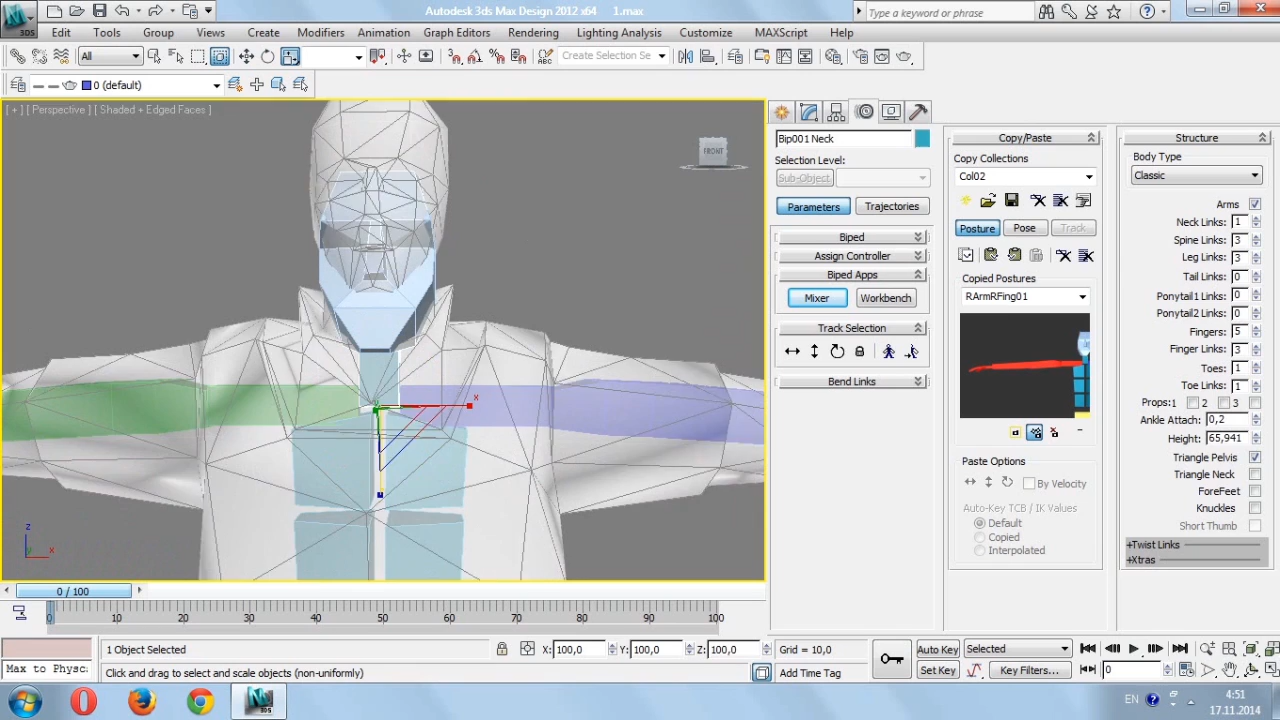 Autodesk 3ds Max Design 2012 x64 1.max
Type a keyword or phrase
3DS
Edit Tools Group Views Create Modifiers Animation Graph Editors Rendering Lighting Analysis Customize MAXScript Help
All
Create Selection Se
ABC
0 (default)
[ + ] [ Perspective ] [ Shaded + Edged Faces ]
FRONT
x
z
y x
Bip001 Neck
Selection Level:
Sub-Object
Parameters Trajectories
Biped
Assign Controller
Biped Apps
Mixer Workbench
Track Selection
Bend Links
Copy/Paste
Copy Collections
Col02
Posture Pose Track
Copied Postures
RArmRFing01
Paste Options
By Velocity
Auto-Key TCB / IK Values
Default
Copied
Interpolated
Structure
Body Type
Classic
Arms
Neck Links: 1
Spine Links: 3
Leg Links: 3
Tail Links: 0
Ponytail1 Links: 0
Ponytail2 Links: 0
Fingers: 5
Finger Links: 3
Toes: 1
Toe Links: 1
Props: 1 2 3
Ankle Attach: 0,2
Height: 65,941
Triangle Pelvis
Triangle Neck
ForeFeet
Knuckles
Short Thumb
+Twist Links
+Xtras
0 / 100
0 10 20 30 40 50 60 70 80 90 100
1 Object Selected
X: 100,0 Y: 100,0 Z: 100,0
Grid = 10,0
Auto Key Selected
Max to Physc
Click and drag to select and scale objects (non-uniformly)
Add Time Tag
Set Key Key Filters... 0
3DS
EN
4:51
17.11.2014